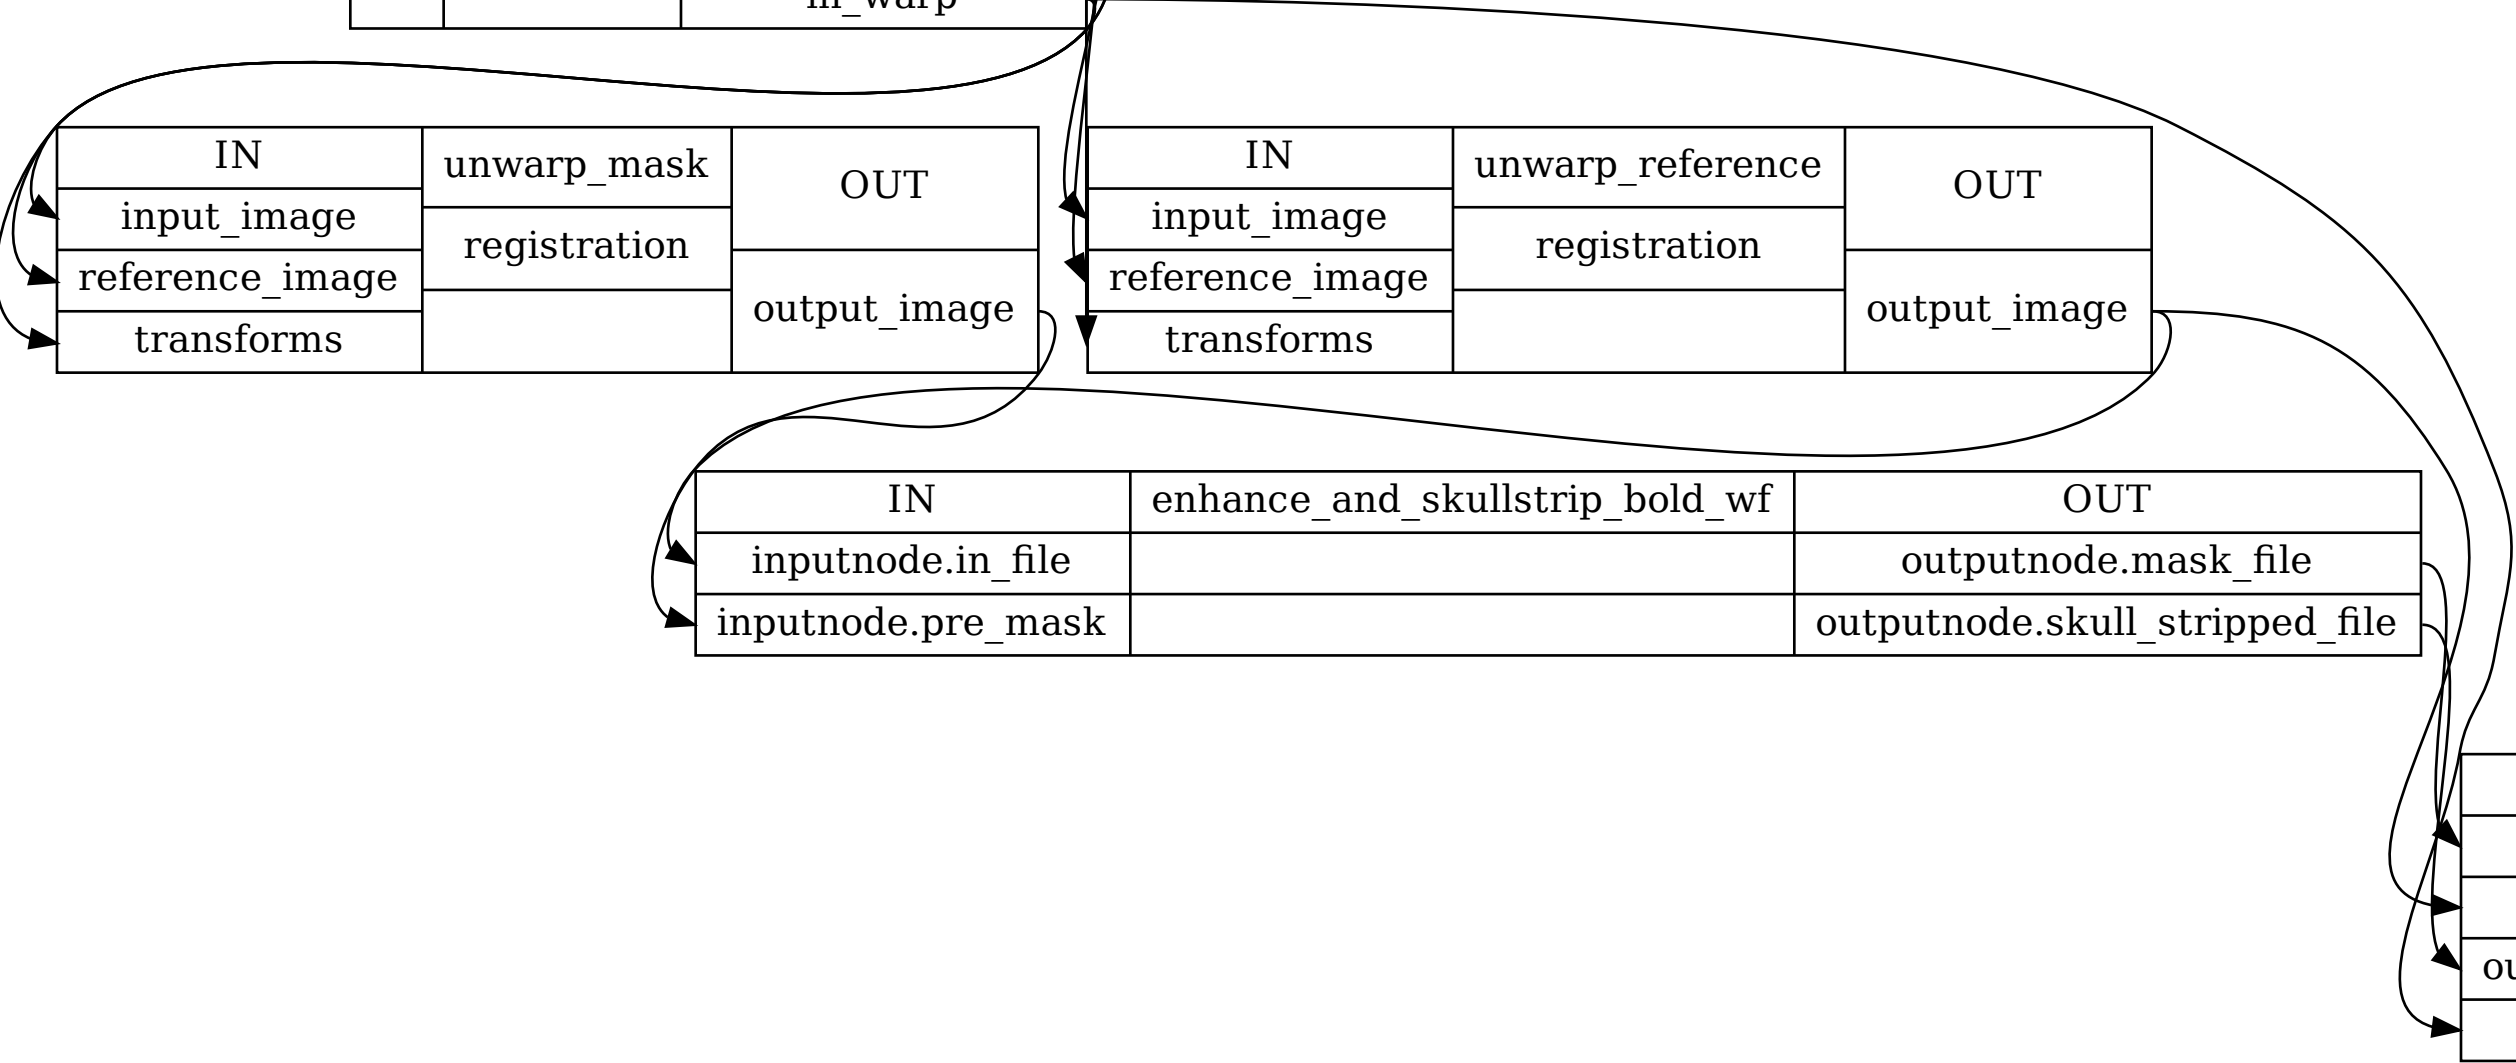 in_warp
IN
input_image
reference_image
transforms
unwarp_mask
registration
OUT
output_image
IN
input_image
reference_image
transforms
unwarp_reference
registration
OUT
output_image
IN
inputnode.in_file
inputnode.pre_mask
enhance_and_skullstrip_bold_wf
OUT
outputnode.mask_file
outputnode.skull_stripped_file